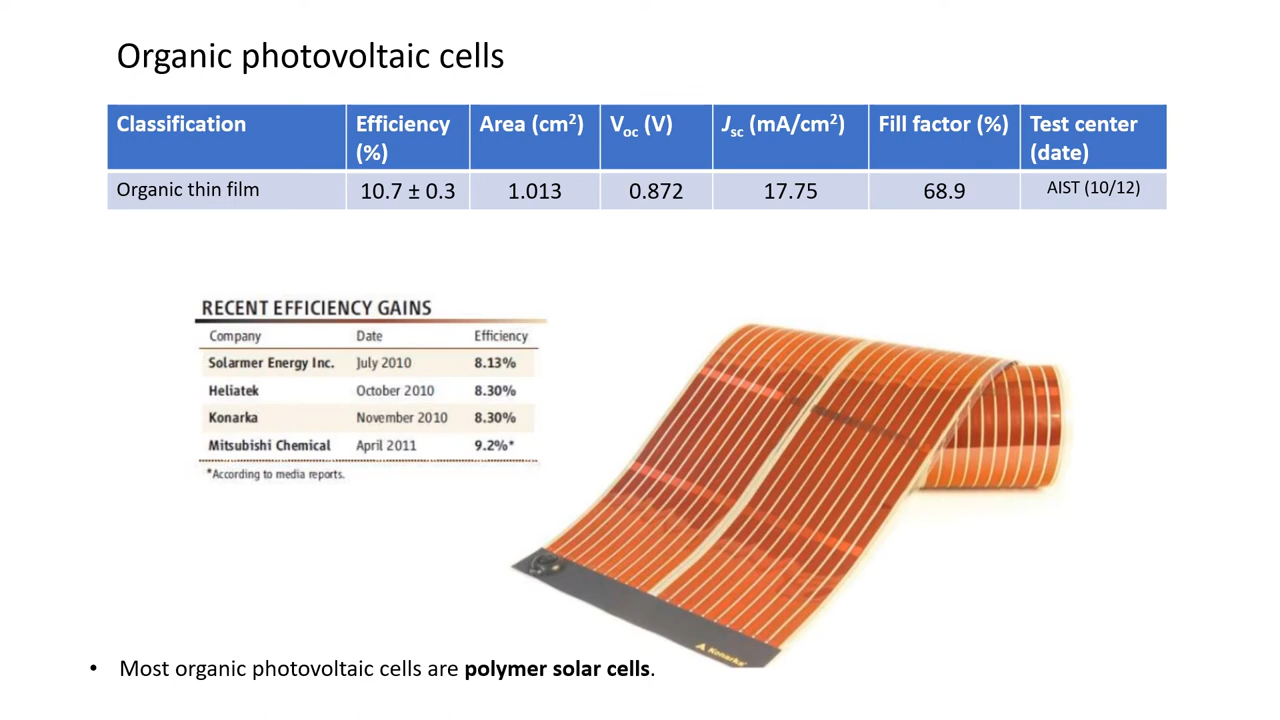 Organic photovoltaic cells
Classification Efficiency (%) Area (cm²) Voc (V) Jsc (mA/cm²) Fill factor (%) Test center (date)
Organic thin film 10.7 ± 0.3 1.013 0.872 17.75 68.9 AIST (10/12)
RECENT EFFICIENCY GAINS
Company Date Efficiency
Solarmer Energy Inc. July 2010 8.13%
Heliatek October 2010 8.30%
Konarka November 2010 8.30%
Mitsubishi Chemical April 2011 9.2%*
*According to media reports.
Konarka
• Most organic photovoltaic cells are polymer solar cells.